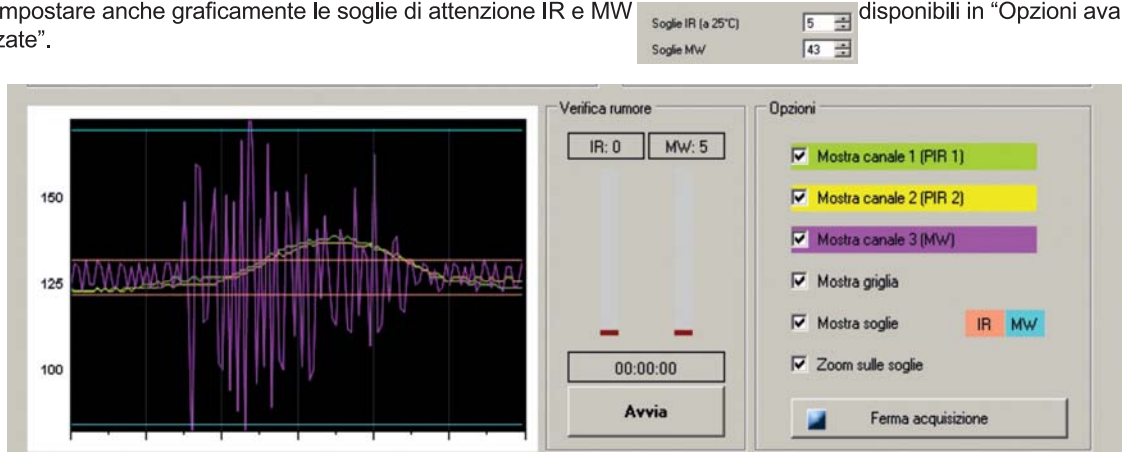 mpostare anche graficamente le soglie di attenzione IR e MW
Soglie IR (a 25°C) 5
Soglie MW 43
disponibili in “Opzioni ava
zate”.
150
125
100
Verifica rumore
IR: 0 MW: 5
00:00:00
Avvia
Opzioni
Mostra canale 1 (PIR 1)
Mostra canale 2 (PIR 2)
Mostra canale 3 (MW)
Mostra griglia
Mostra soglie IR MW
Zoom sulle soglie
Ferma acquisizione